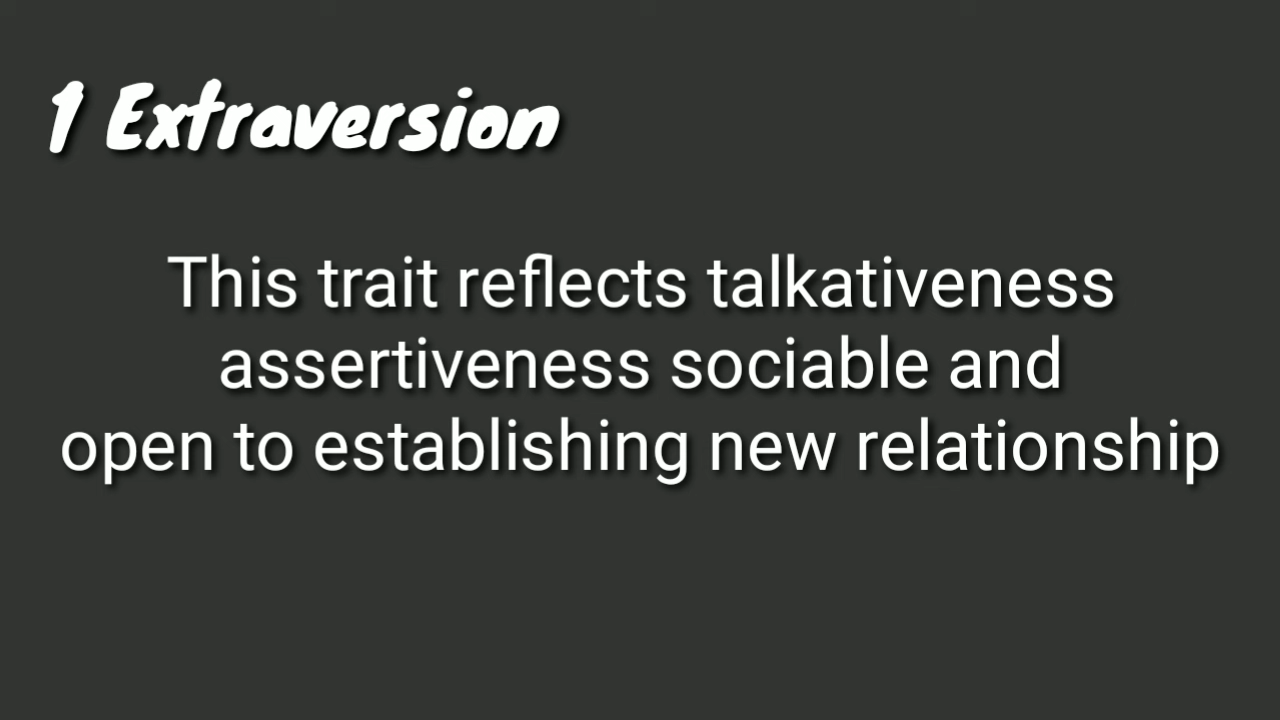 1 Extraversion
This trait reflects talkativeness
assertiveness sociable and
open to establishing new relationship